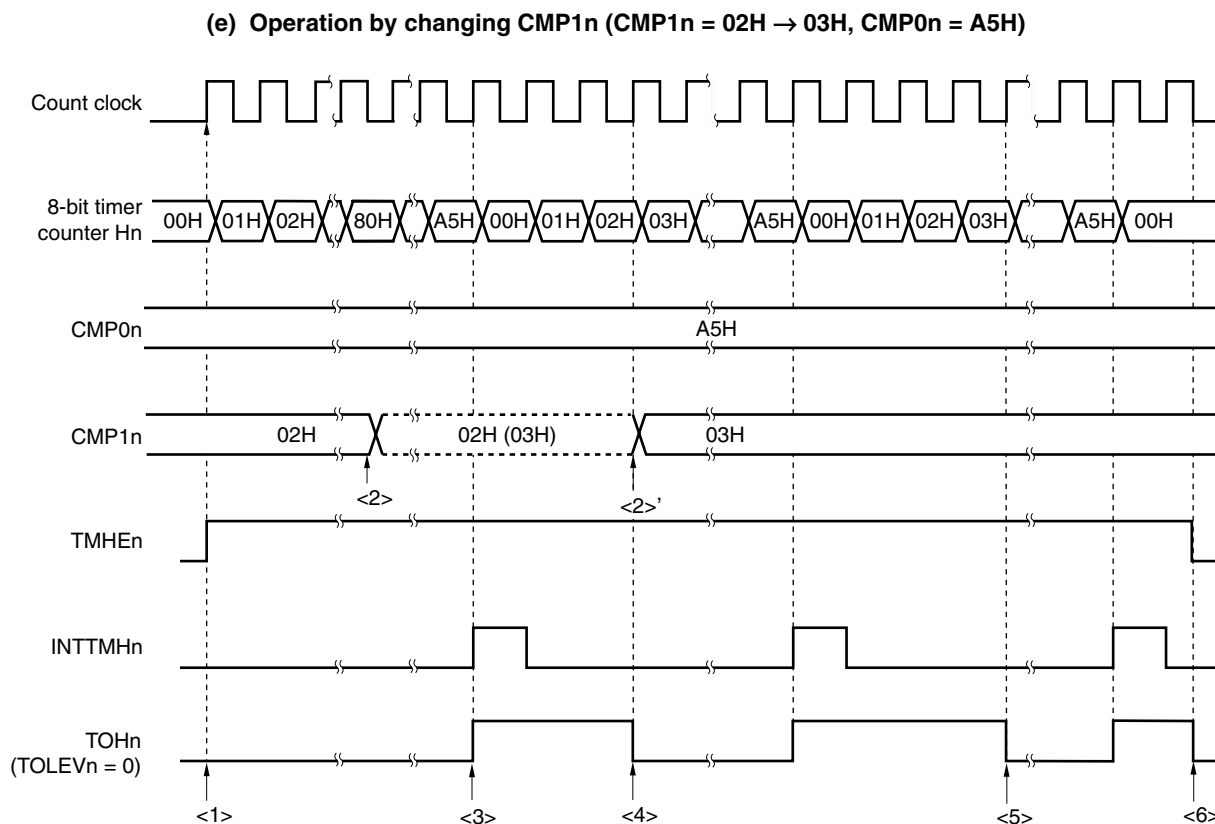 (e) Operation by changing CMP1n (CMP1n = 02H → 03H, CMP0n = A5H)
Count clock
8-bit timer
counter Hn
00H 01H 02H 80H A5H 00H 01H 02H 03H A5H 00H 01H 02H 03H A5H 00H
CMP0n
A5H
CMP1n
02H 02H (03H) 03H
<2> <2>’
TMHEn
INTTMHn
TOHn
(TOLEVn = 0)
<1> <3> <4> <5> <6>